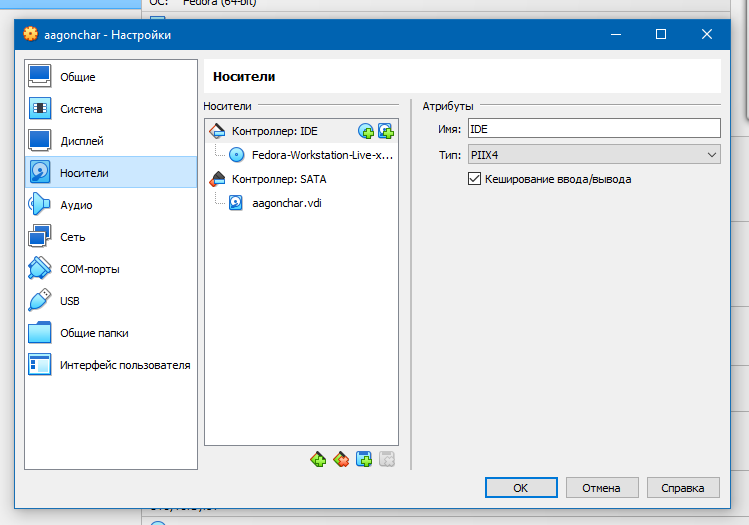 ОС: Fedora (64-bit)
aagonchar - Настройки
Общие
Система
Дисплей
Носители
Аудио
Сеть
COM-порты
USB
Общие папки
Интерфейс пользователя
Носители
Носители
Контроллер: IDE
Fedora-Workstation-Live-x...
Контроллер: SATA
aagonchar.vdi
Атрибуты
Имя: IDE
Тип: PIIX4
Кеширование ввода/вывода
OK
Отмена
Справка